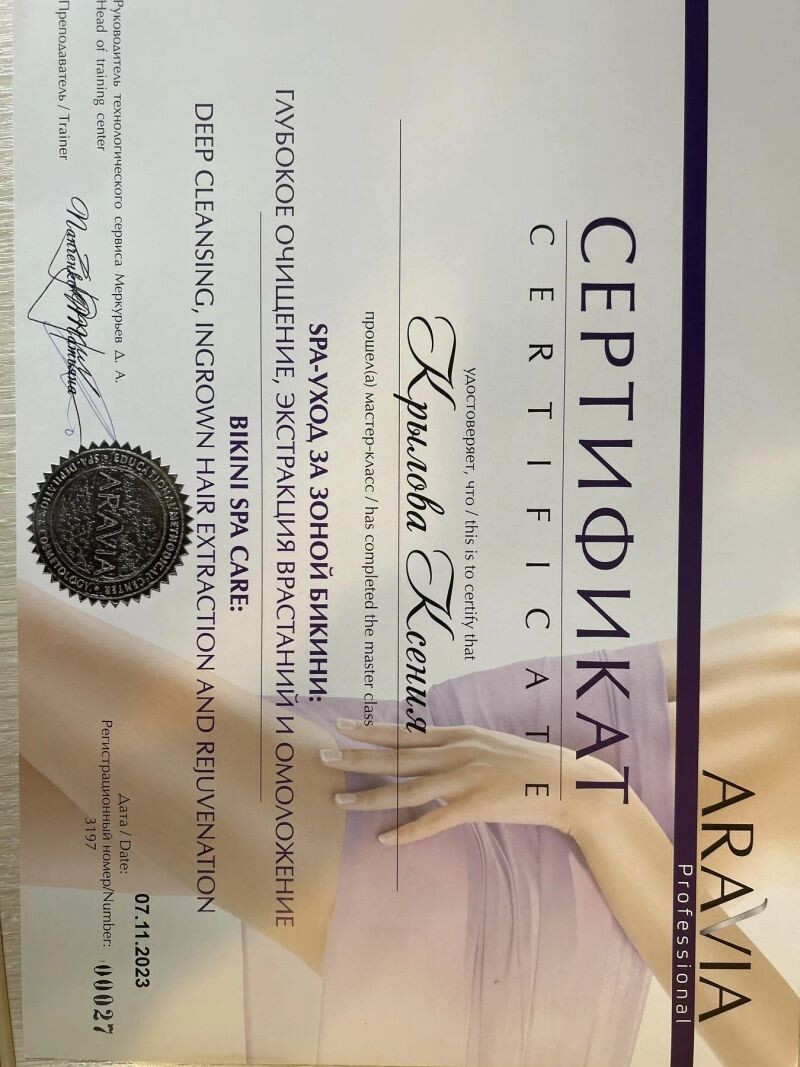 ARAVIA
Professional
СЕРТИФИКАТ
CERTIFICATE
удостоверяет, что / this is to certify that
Крылова Ксения
прошел(а) мастер-класс / has completed the master class
SPA-УХОД ЗА ЗОНОЙ БИКИНИ:
ГЛУБОКОЕ ОЧИЩЕНИЕ, ЭКСТРАКЦИЯ ВРАСТАНИЙ И ОМОЛОЖЕНИЕ
BIKINI SPA CARE:
DEEP CLEANSING, INGROWN HAIR EXTRACTION AND REJUVENATION
Руководитель технологического сервиса Меркурьев Д. А.
Head of training center
Преподаватель / Trainer
ARAVIA
Дата / Date: 07.11.2023
Регистрационный номер/Number: 00027
3197